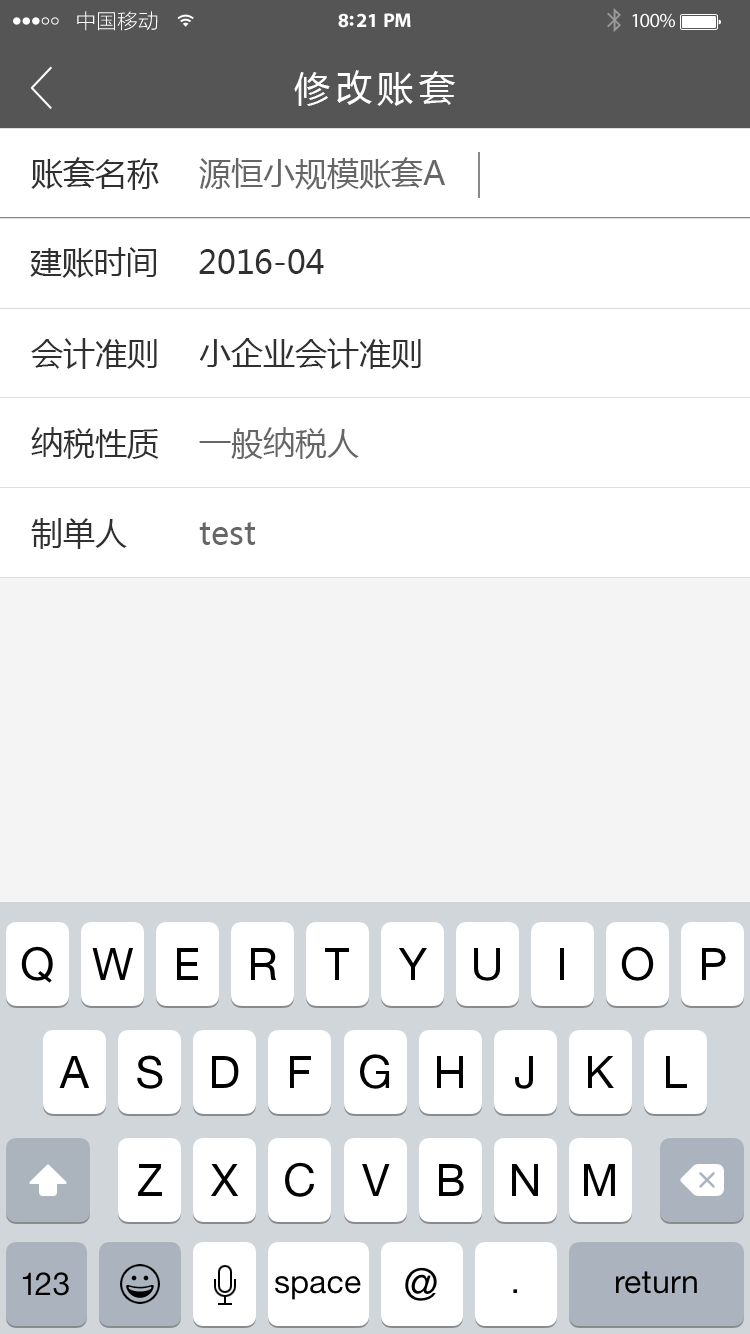 中国移动 8:21 PM 100%
修改账套
账套名称 源恒小规模账套A
建账时间 2016-04
会计准则 小企业会计准则
纳税性质 一般纳税人
制单人 test
Q W E R T Y U I O P
A S D F G H J K L
Z X C V B N M
123 space @ . return